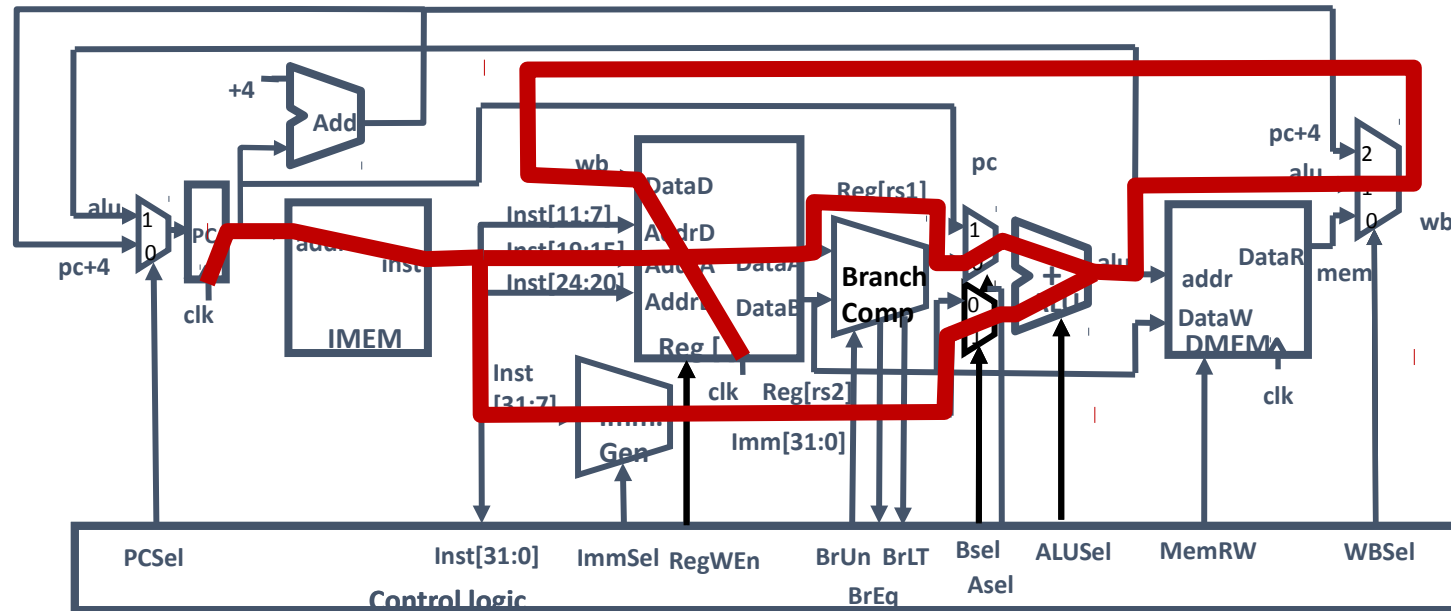 +4
Add
pc+4
2
alu
1
0
wb
mem
pc
wb
DataD
Reg[rs1]
alu
1
0
pc+4
PC
clk
addr
inst
IMEM
Inst[11:7]
Inst[19:15]
Inst[24:20]
AddrD
AddrA
DataA
DataB
Reg [
clk
Branch
Comp
1
0
0
1
+
ALU
alu
addr
DataR
DataW
DMEM
clk
Inst
[31:7]
Imm.
Gen
Reg[rs2]
Imm[31:0]
PCSel
Inst[31:0]
ImmSel
RegWEn
BrUn
BrEq
BrLT
Bsel
Asel
ALUSel
MemRW
WBSel
Control logic